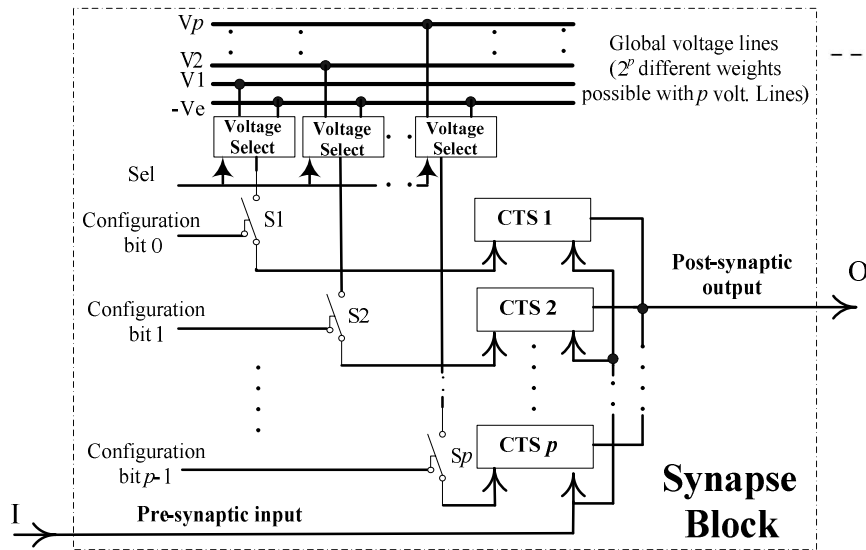 Vp
V2
V1
-Ve
Global voltage lines
(2^p different weights
possible with p volt. Lines)
Voltage
Select
Voltage
Select
Voltage
Select
Sel
Configuration
bit 0
S1
CTS 1
Post-synaptic
output
O
Configuration
bit 1
S2
CTS 2
Configuration
bit p-1
Sp
CTS p
Synapse
Block
I
Pre-synaptic input